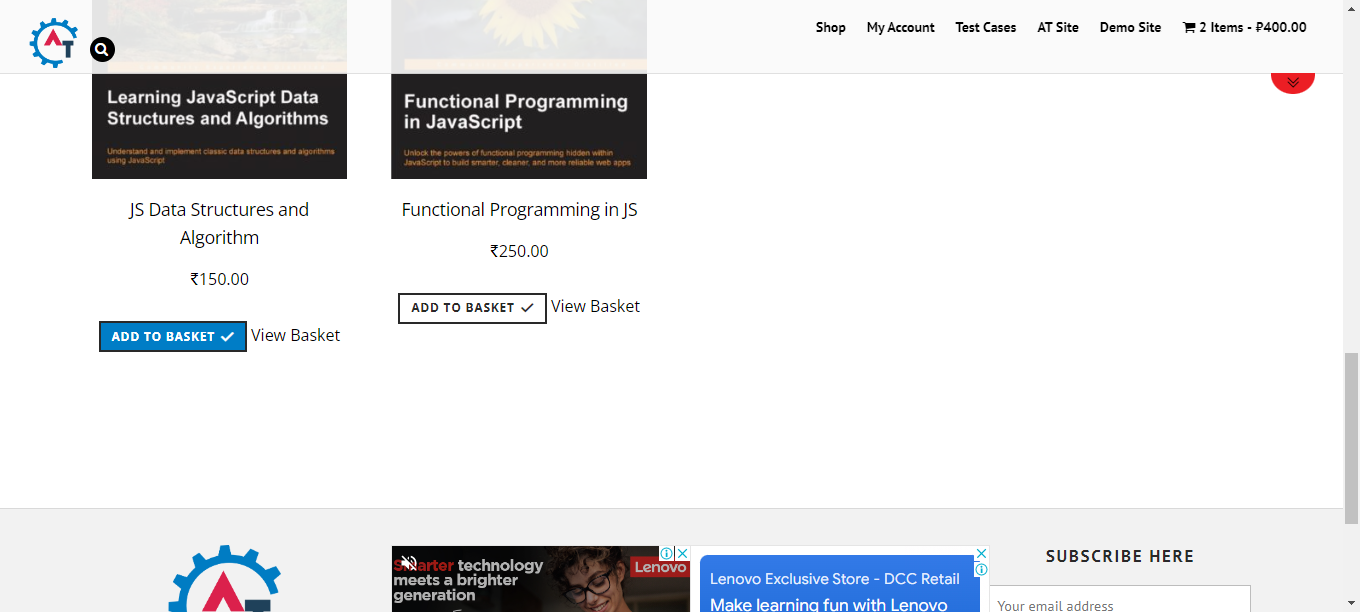 Shop My Account Test Cases AT Site Demo Site 2 Items - ₽400.00
AT
Learning JavaScript Data
Structures and Algorithms
Understand and implement classic data structures and algorithms
using JavaScript
Functional Programming
in JavaScript
Unlock the powers of functional programming hidden within
JavaScript to build smarter, cleaner, and more reliable web apps
JS Data Structures and
Algorithm
₹150.00
ADD TO BASKET View Basket
Functional Programming in JS
₹250.00
ADD TO BASKET View Basket
Smarter technology
meets a brighter
generation
Lenovo
Lenovo Exclusive Store - DCC Retail
Make learning fun with Lenovo
SUBSCRIBE HERE
Your email address